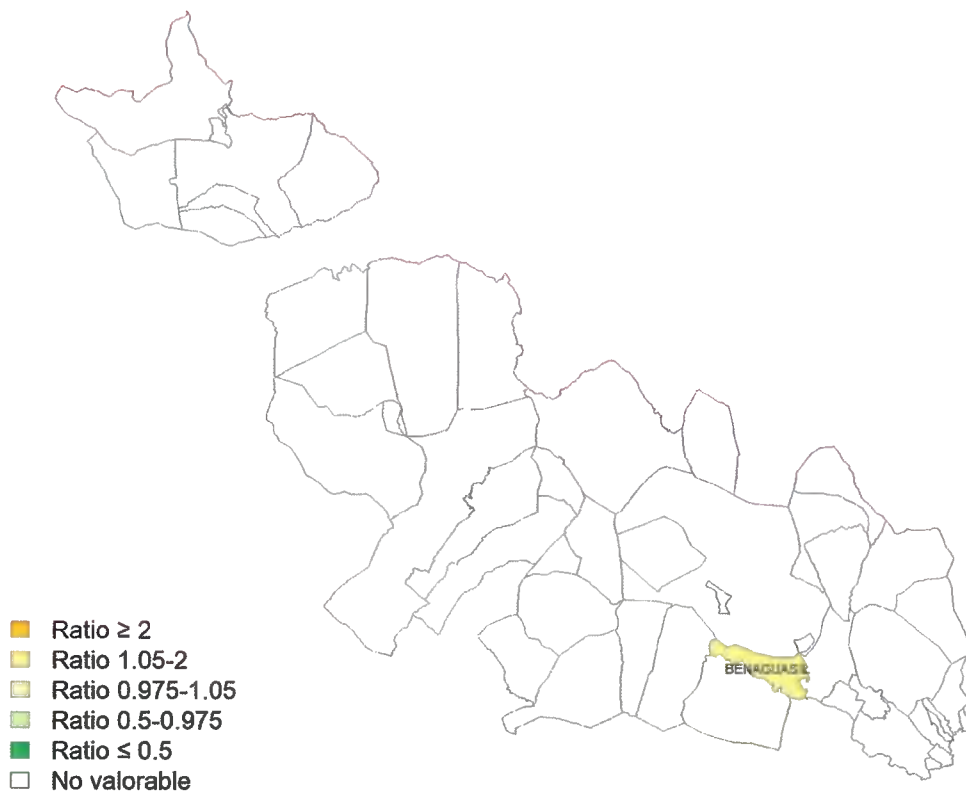 BENAGUASIL
Ratio ≥ 2
Ratio 1.05-2
Ratio 0.975-1.05
Ratio 0.5-0.975
Ratio ≤ 0.5
No valorable